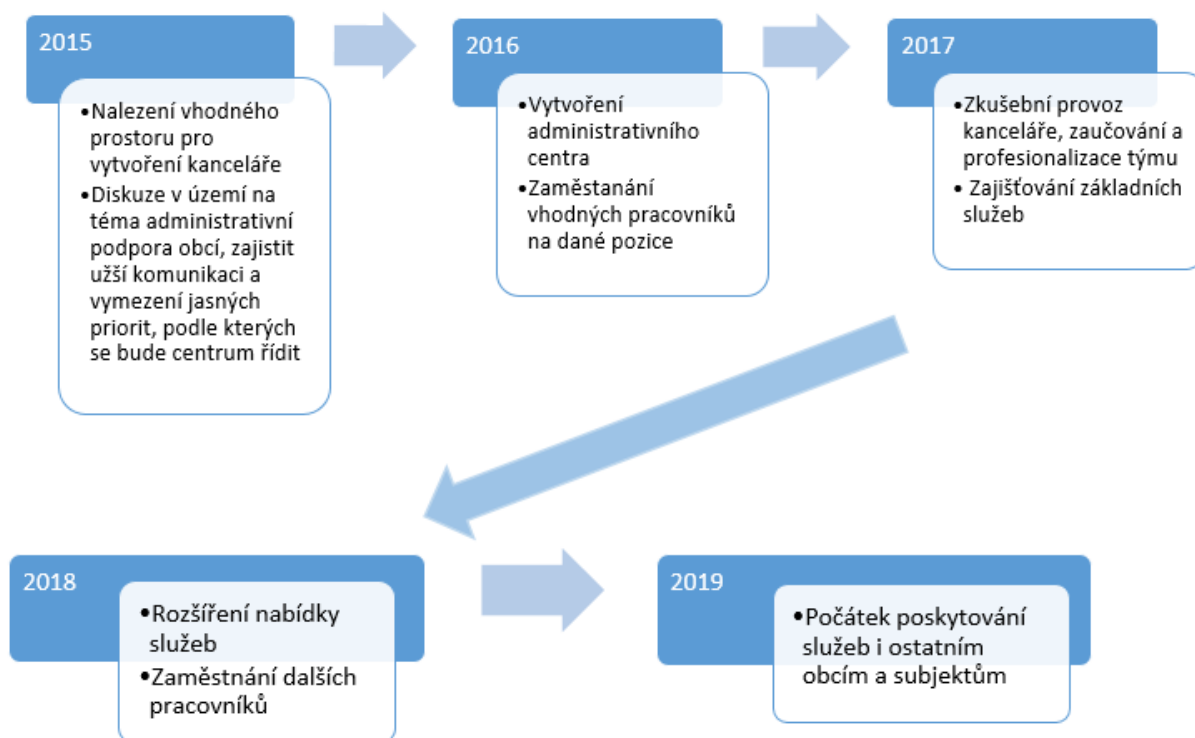 2015
•Nalezení vhodného
prostoru pro
vytvoření kanceláře
•Diskuze v území na
téma administrativní
podpora obcí, zajistit
užší komunikaci a
vymezení jasných
priorit, podle kterých
se bude centrum řídit
2016
•Vytvoření
administrativního
centra
•Zaměstanání
vhodných pracovníků
na dané pozice
2017
•Zkušební provoz
kanceláře, zaučování a
profesionalizace týmu
• Zajišťování základních
služeb
2018
•Rozšíření nabídky
služeb
•Zaměstnání dalších
pracovníků
2019
•Počátek poskytování
služeb i ostatním
obcím a subjektům